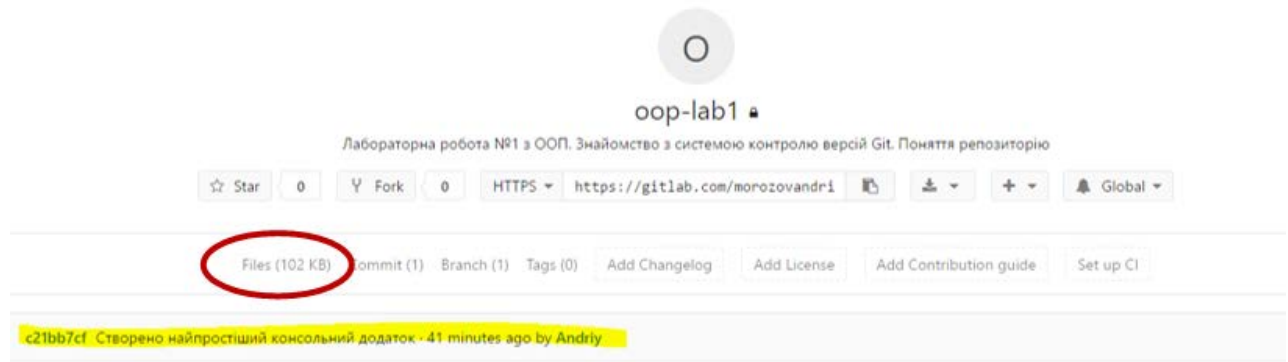 O
oop-lab1
Лабораторна робота №1 з ООП. Знайомство з системою контролю версій Git. Поняття репозиторію
Star 0 Fork 0 HTTPS https://gitlab.com/morozovandri Global
Files (102 KB) Commit (1) Branch (1) Tags (0) Add Changelog Add License Add Contribution guide Set up CI
c21bb7cf Створено найпростіший консольний додаток · 41 minutes ago by Andriy